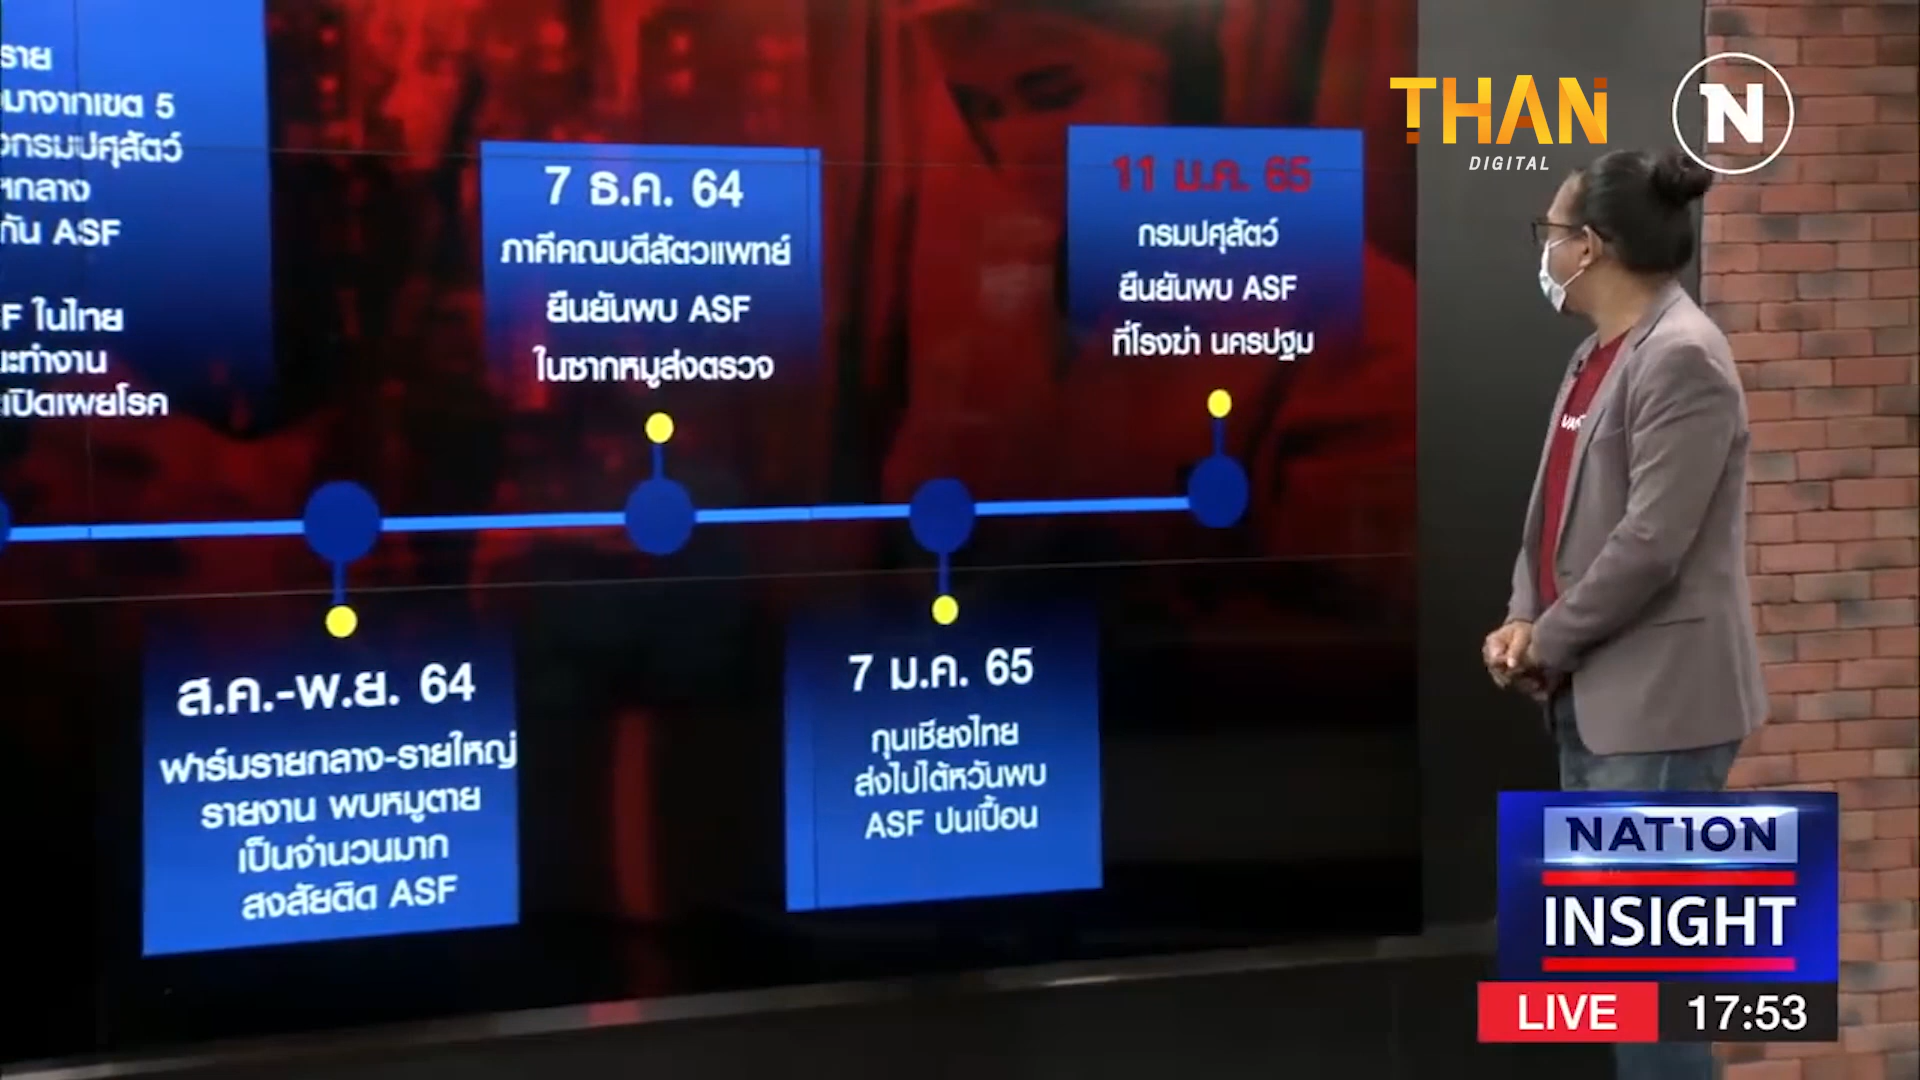 ราย
มาจากเขต 5
กรมปศุสัตว์
กลาง
กัน ASF
F ในไทย
ะทำงาน
เปิดเผยโรค
7 ธ.ค. 64
ภาคีคณบดีสัตวแพทย์
ยืนยันพบ ASF
ในซากหมูส่งตรวจ
11 ม.ค. 65
กรมปศุสัตว์
ยืนยันพบ ASF
ที่โรงฆ่า นครปฐม
ส.ค.-พ.ย. 64
ฟาร์มรายกลาง-รายใหญ่
รายงาน พบหมูตาย
เป็นจำนวนมาก
สงสัยติด ASF
7 ม.ค. 65
กุนเชียงไทย
ส่งไปไต้หวันพบ
ASF ปนเปื้อน
THAN
DIGITAL
N
NATION
INSIGHT
LIVE 17:53